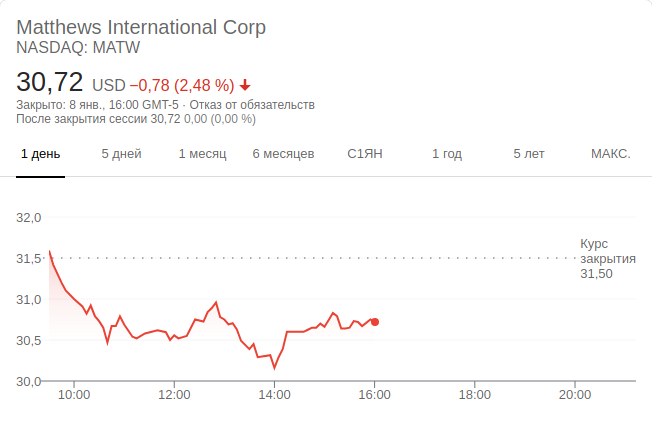 Matthews International Corp
NASDAQ: MATW
30,72 USD −0,78 (2,48 %)
Закрыто: 8 янв., 16:00 GMT-5 · Отказ от обязательств
После закрытия сессии 30,72 0,00 (0,00 %)
1 день 5 дней 1 месяц 6 месяцев С1ЯН 1 год 5 лет МАКС.
32,0
Курс
31,5 закрытия
31,50
31,0
30,5
30,0
10:00 12:00 14:00 16:00 18:00 20:00